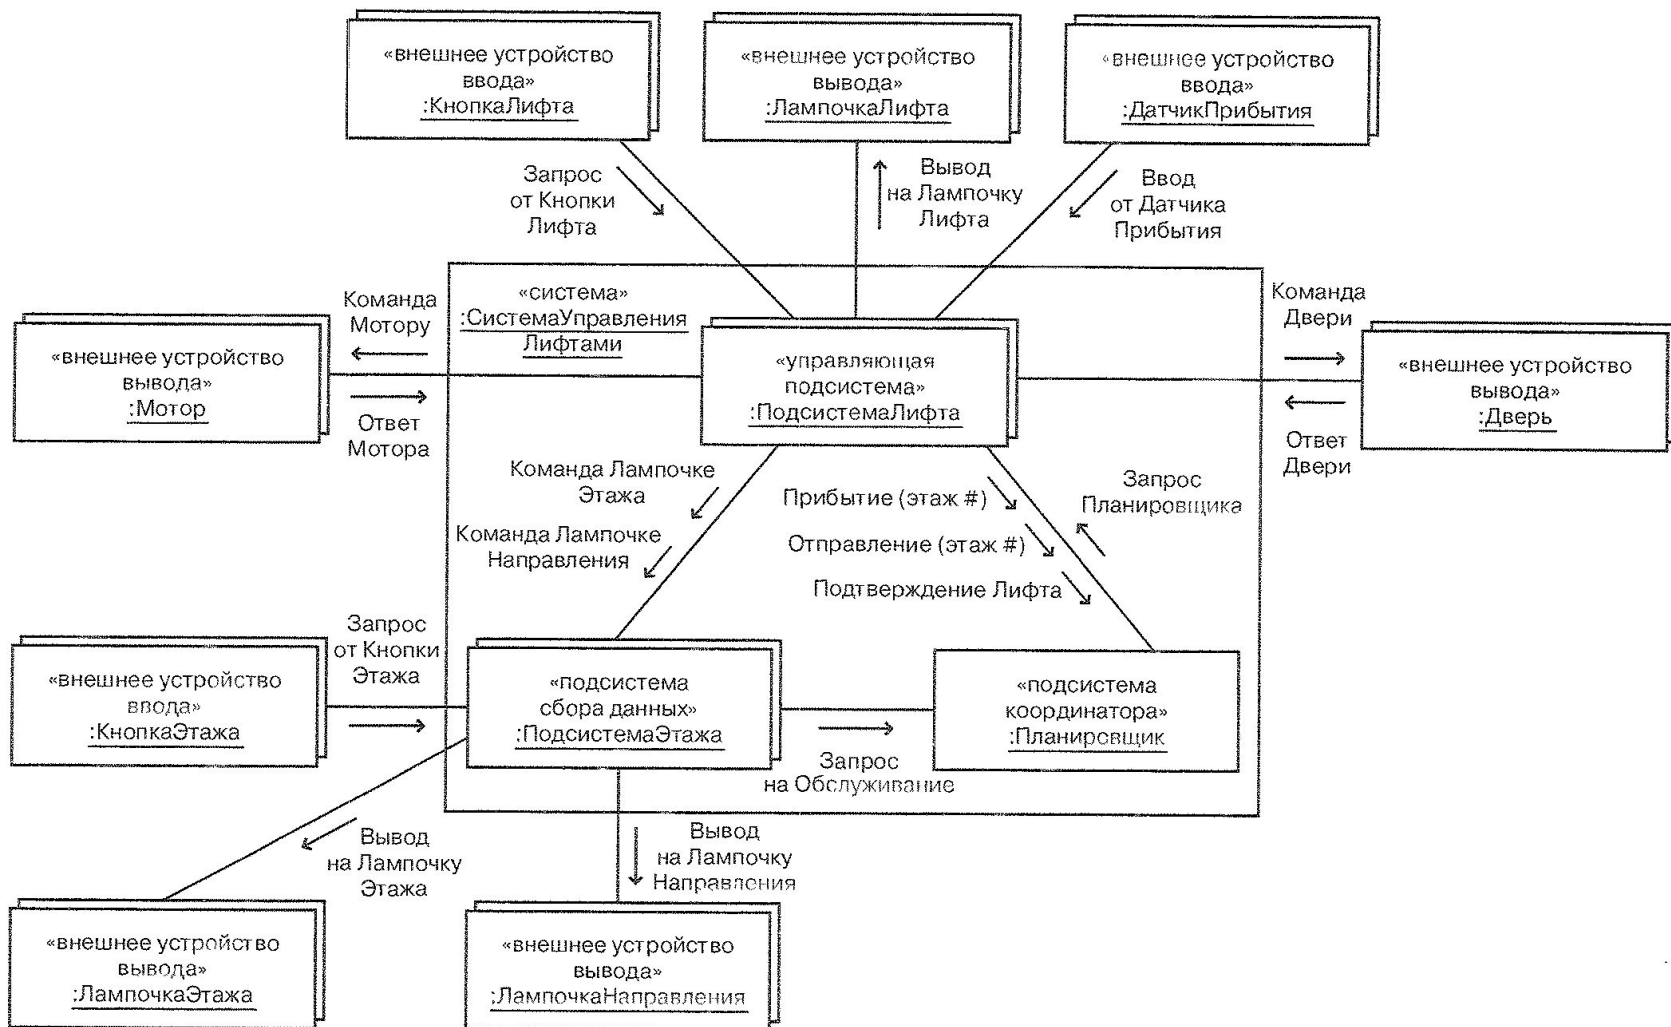 «внешнее устройство
ввода»
:КнопкаЛифта
«внешнее устройство
вывода»
:ЛампочкаЛифта
«внешнее устройство
ввода»
:ДатчикПрибытия
Запрос
от Кнопки
Лифта
Вывод
на Лампочку
Лифта
Ввод
от Датчика
Прибытия
Команда
Мотору
«система»
:СистемаУправления
Лифтами
Команда
Двери
«внешнее устройство
вывода»
:Мотор
Ответ
Мотора
«управляющая
подсистема»
:ПодсистемаЛифта
«внешнее устройство
вывода»
:Дверь
Ответ
Двери
Команда Лампочке
Этажа
Команда Лампочке
Направления
Прибытие (этаж #)
Отправление (этаж #)
Подтверждение Лифта
Запрос
Планировщика
Запрос
от Кнопки
Этажа
«внешнее устройство
ввода»
:КнопкаЭтажа
«подсистема
сбора данных»
:ПодсистемаЭтажа
Запрос
на Обслуживание
«подсистема
координатора»
:Планировщик
Вывод
на Лампочку
Этажа
Вывод
на Лампочку
Направления
«внешнее устройство
вывода»
:ЛампочкаЭтажа
«внешнее устройство
вывода»
:ЛампочкаНаправления